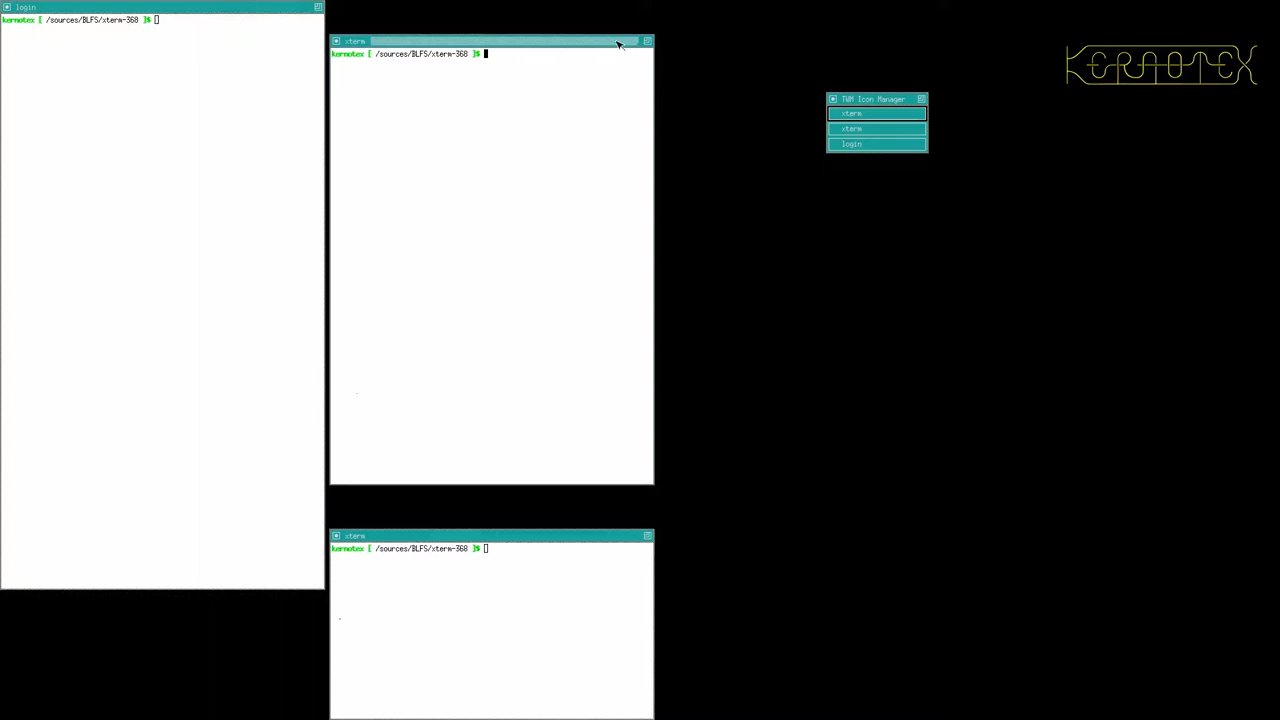 login
kernotex [ /sources/BLFS/xterm-368 ]$
xterm
kernotex [ /sources/BLFS/xterm-368 ]$
xterm
kernotex [ /sources/BLFS/xterm-368 ]$
TWM Icon Manager
xterm
xterm
login
KERNOTEX